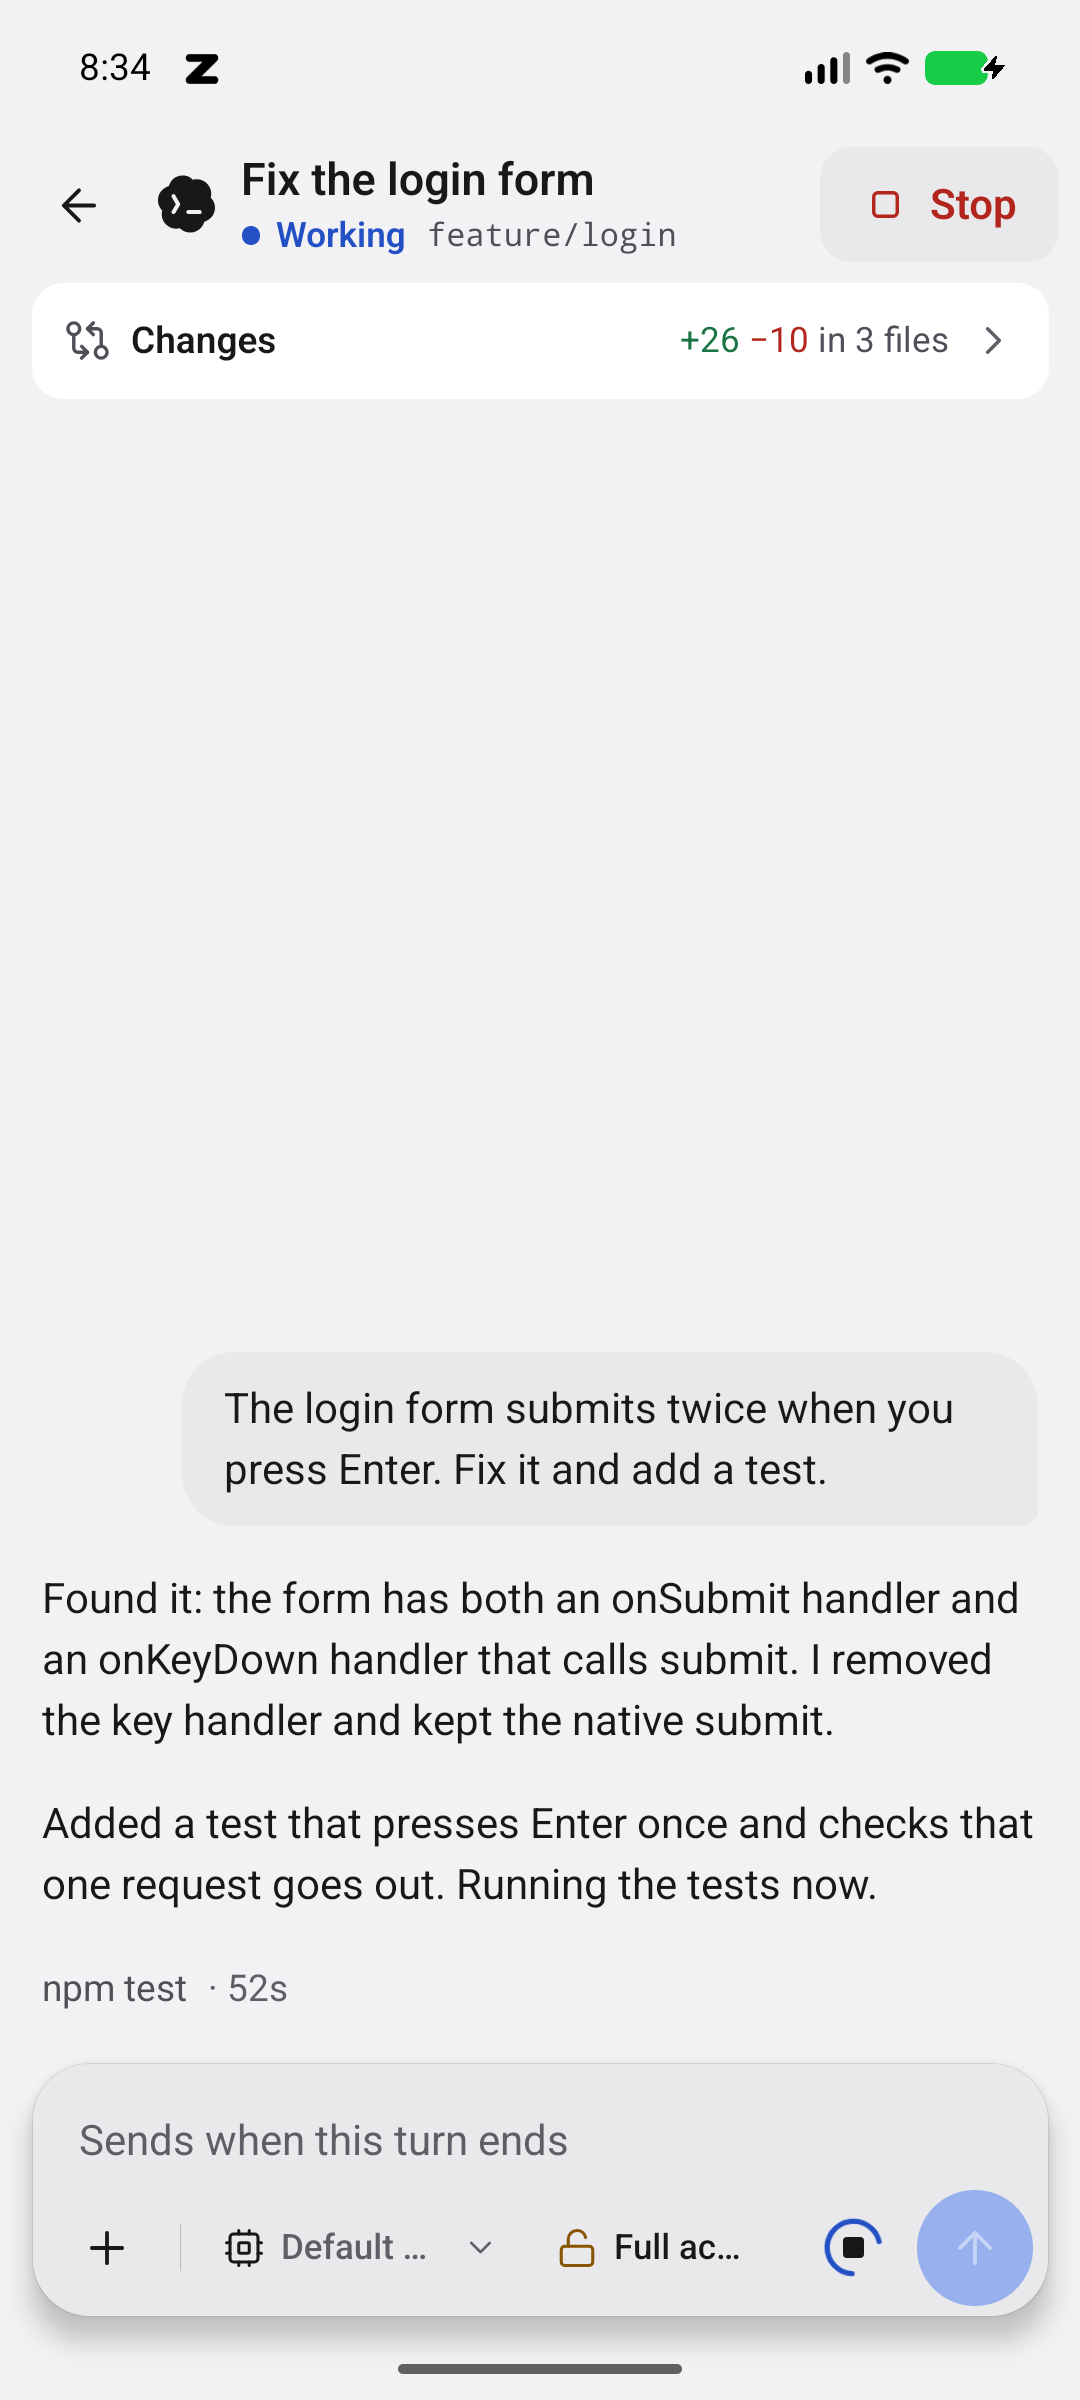 8:34
Fix the login form
Stop
Working feature/login
Changes +26 −10 in 3 files
The login form submits twice when you
press Enter. Fix it and add a test.
Found it: the form has both an onSubmit handler and
an onKeyDown handler that calls submit. I removed
the key handler and kept the native submit.
Added a test that presses Enter once and checks that
one request goes out. Running the tests now.
npm test · 52s
Sends when this turn ends
Default ... Full ac...